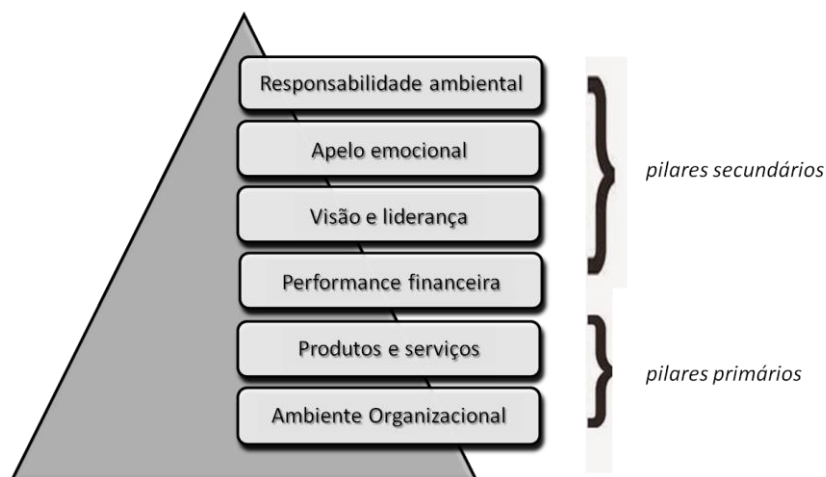 Responsabilidade ambiental
Apelo emocional
Visão e liderança
Performance financeira
Produtos e serviços
Ambiente Organizacional
pilares secundários
pilares primários